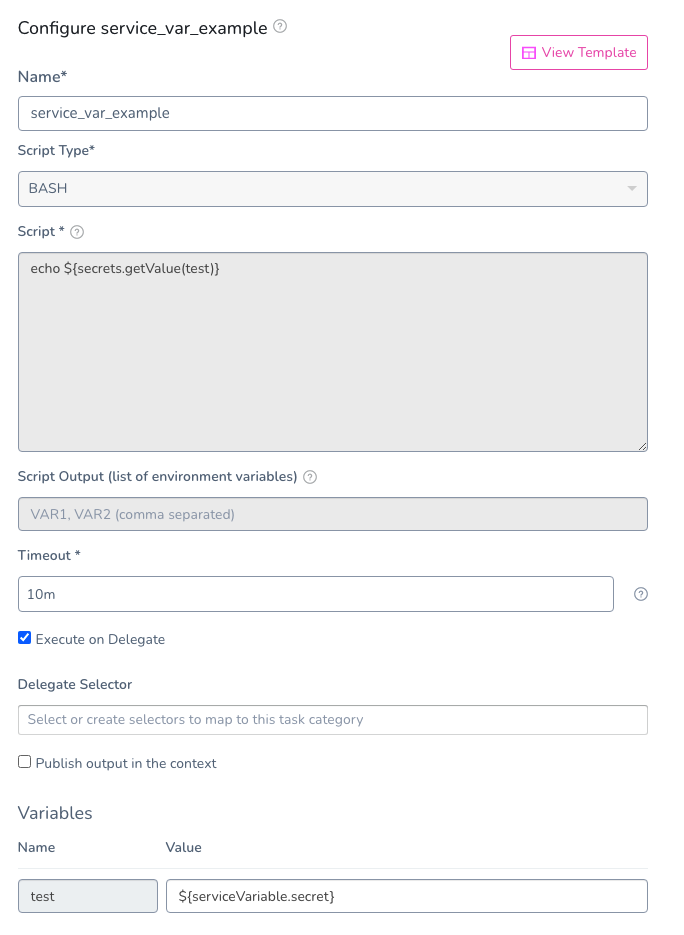 Configure service_var_example
View Template
Name*
service_var_example
Script Type*
BASH
Script *
echo ${secrets.getValue(test)}
Script Output (list of environment variables)
VAR1, VAR2 (comma separated)
Timeout *
10m
Execute on Delegate
Delegate Selector
Select or create selectors to map to this task category
Publish output in the context
Variables
Name Value
test ${serviceVariable.secret}